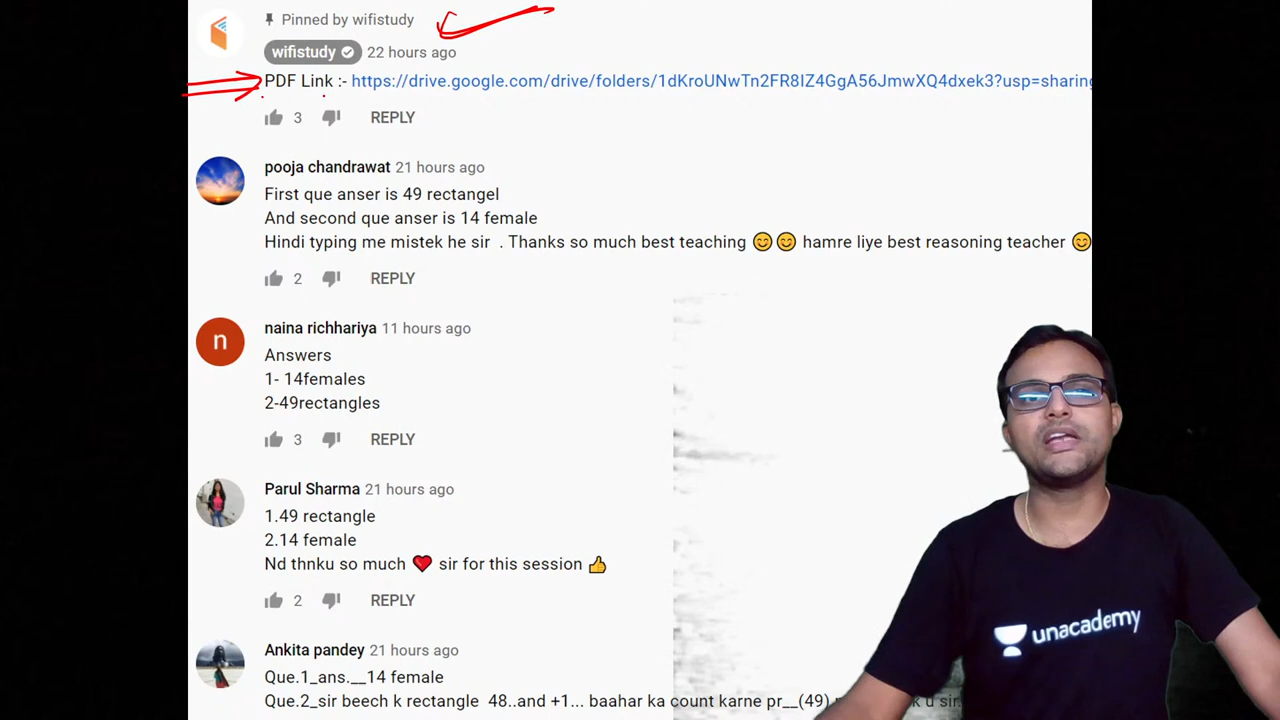 Pinned by wifistudy
wifistudy 22 hours ago
PDF Link :- https://drive.google.com/drive/folders/1dKroUNwTn2FR8IZ4GgA56JmwXQ4dxek3?usp=sharing
3 REPLY
pooja chandrawat 21 hours ago
First que anser is 49 rectangel
And second que anser is 14 female
Hindi typing me mistek he sir . Thanks so much best teaching 😊😊 hamre liye best reasoning teacher 😊
2 REPLY
n
naina richhariya 11 hours ago
Answers
1- 14females
2-49rectangles
3 REPLY
Parul Sharma 21 hours ago
1.49 rectangle
2.14 female
Nd thnku so much ❤️ sir for this session 👍
2 REPLY
Ankita pandey 21 hours ago
Que.1_ans.__14 female
Que.2_sir beech k rectangle 48..and +1... baahar ka count karne pr__(49) k u sir
unacademy